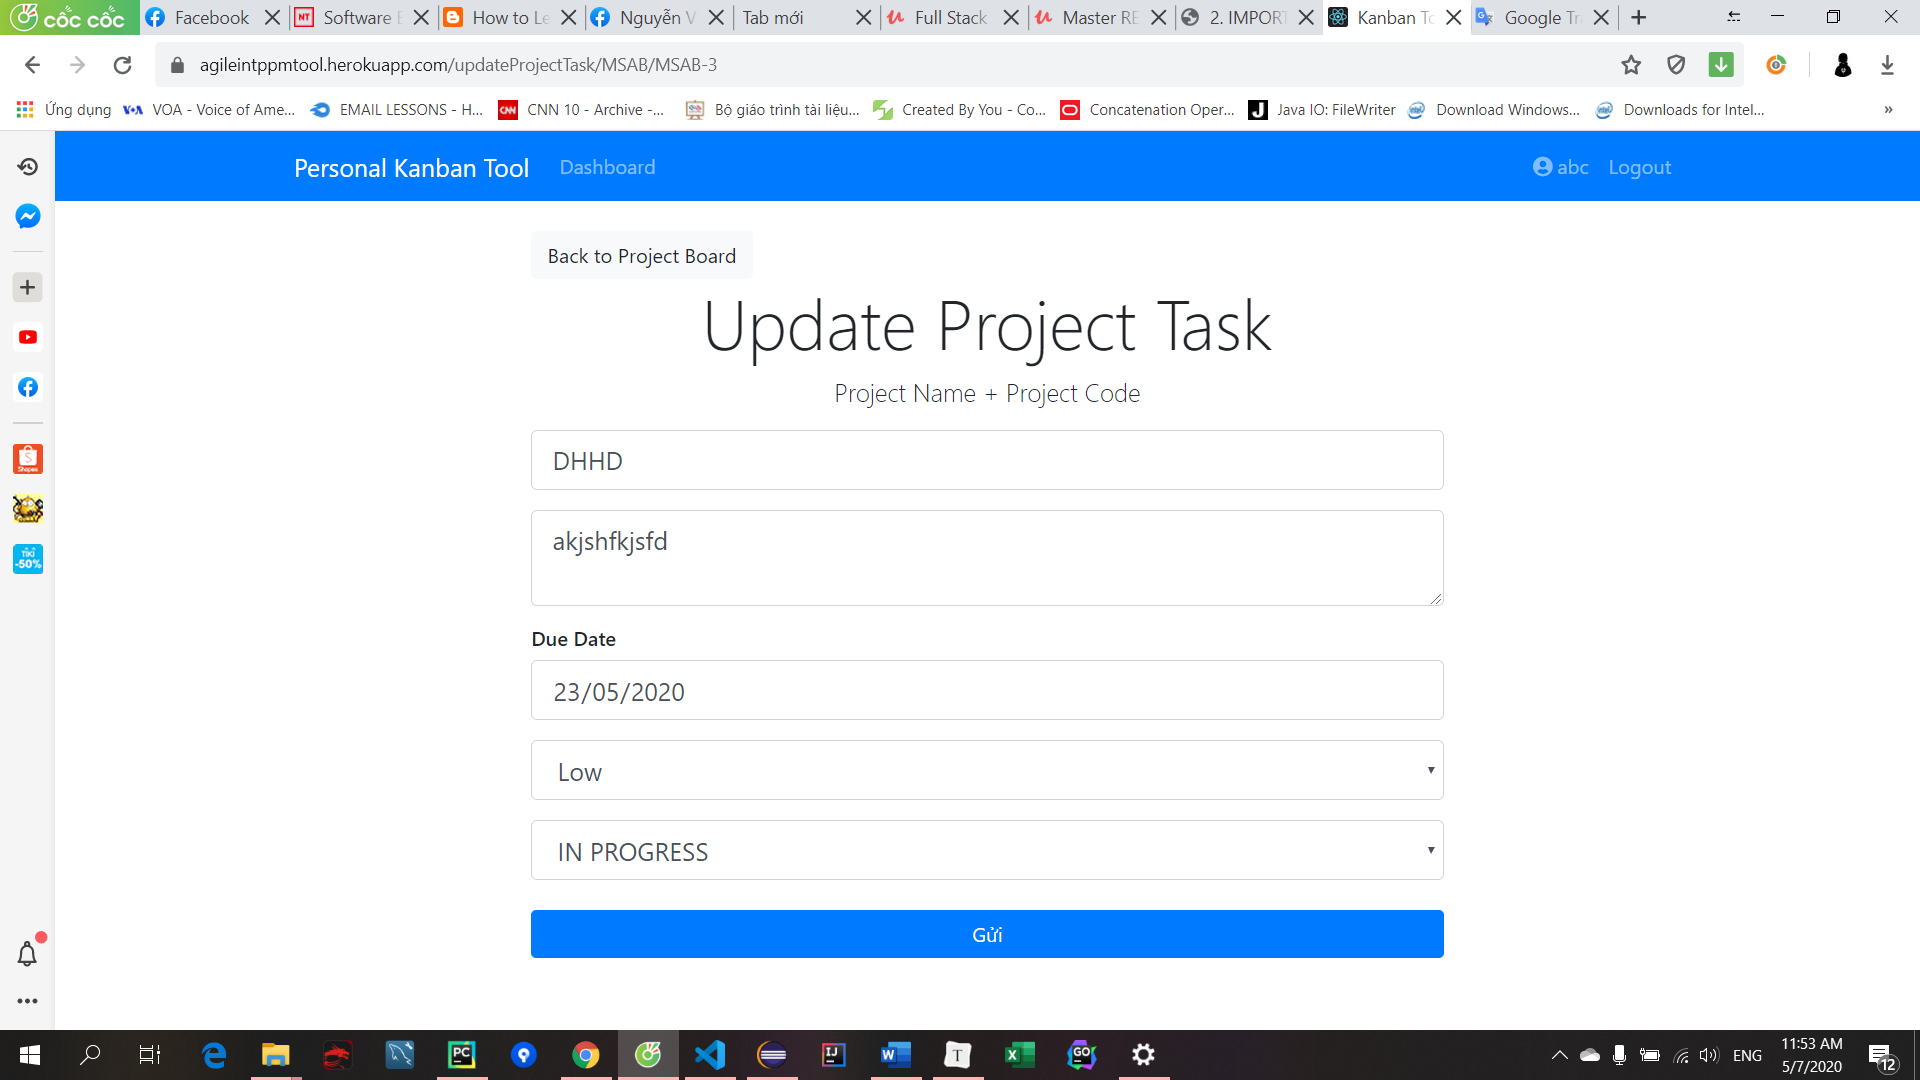 cốc cốc
Facebook
Software E
How to Le
Nguyễn V
Tab mới
Full Stack
Master RE
2. IMPORT
Kanban To
Google Tr
agileintppmtool.herokuapp.com/updateProjectTask/MSAB/MSAB-3
Ứng dụng
VOA - Voice of Ame...
EMAIL LESSONS - H...
CNN 10 - Archive -...
Bộ giáo trình tài liệu...
Created By You - Co...
Concatenation Oper...
Java IO: FileWriter
Download Windows...
Downloads for Intel...
»
Personal Kanban Tool
Dashboard
abc
Logout
Back to Project Board
Update Project Task
Project Name + Project Code
DHHD
akjshfkjsfd
Due Date
23/05/2020
Low
IN PROGRESS
Gửi
Shopee
TIKI
-50%
ENG
11:53 AM
5/7/2020
12